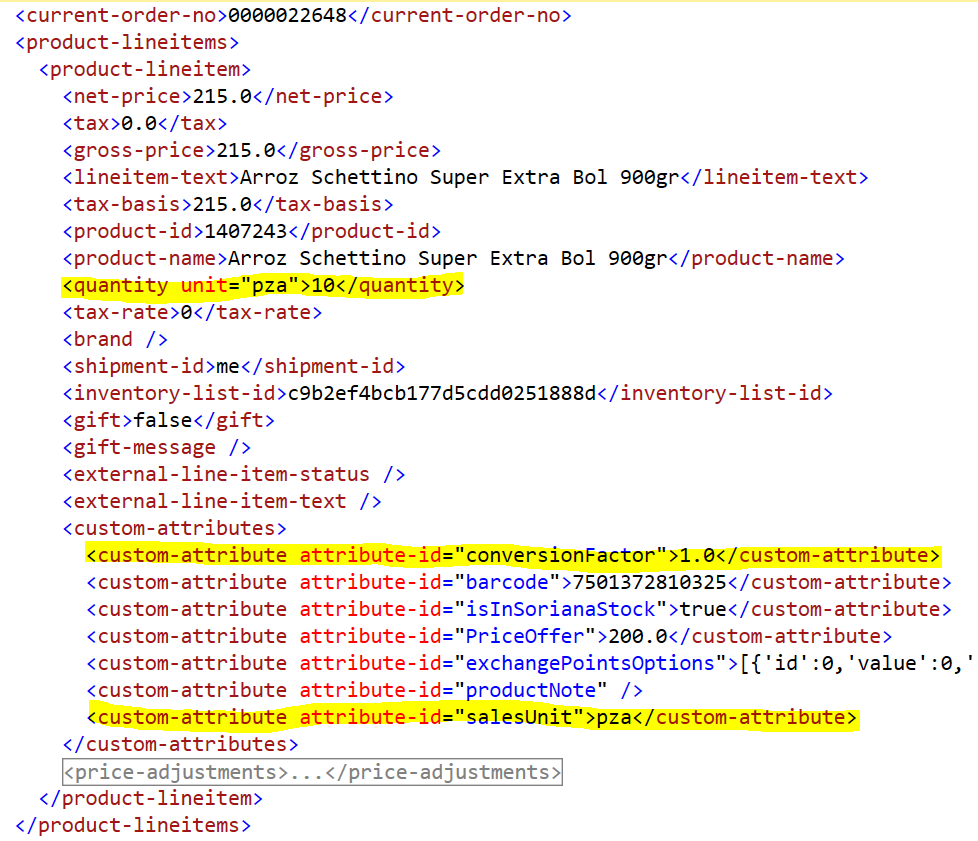 <current-order-no>0000022648</current-order-no>
<product-lineitems>
<product-lineitem>
<net-price>215.0</net-price>
<tax>0.0</tax>
<gross-price>215.0</gross-price>
<lineitem-text>Arroz Schettino Super Extra Bol 900gr</lineitem-text>
<tax-basis>215.0</tax-basis>
<product-id>1407243</product-id>
<product-name>Arroz Schettino Super Extra Bol 900gr</product-name>
<quantity unit="pza">10</quantity>
<tax-rate>0</tax-rate>
<brand />
<shipment-id>me</shipment-id>
<inventory-list-id>c9b2ef4bcb177d5cdd0251888d</inventory-list-id>
<gift>false</gift>
<gift-message />
<external-line-item-status />
<external-line-item-text />
<custom-attributes>
<custom-attribute attribute-id="conversionFactor">1.0</custom-attribute>
<custom-attribute attribute-id="barcode">7501372810325</custom-attribute>
<custom-attribute attribute-id="isInSorianaStock">true</custom-attribute>
<custom-attribute attribute-id="PriceOffer">200.0</custom-attribute>
<custom-attribute attribute-id="exchangePointsOptions">[{'id':0,'value':0,'
<custom-attribute attribute-id="productNote" />
<custom-attribute attribute-id="salesUnit">pza</custom-attribute>
</custom-attributes>
<price-adjustments>...</price-adjustments>
</product-lineitem>
</product-lineitems>